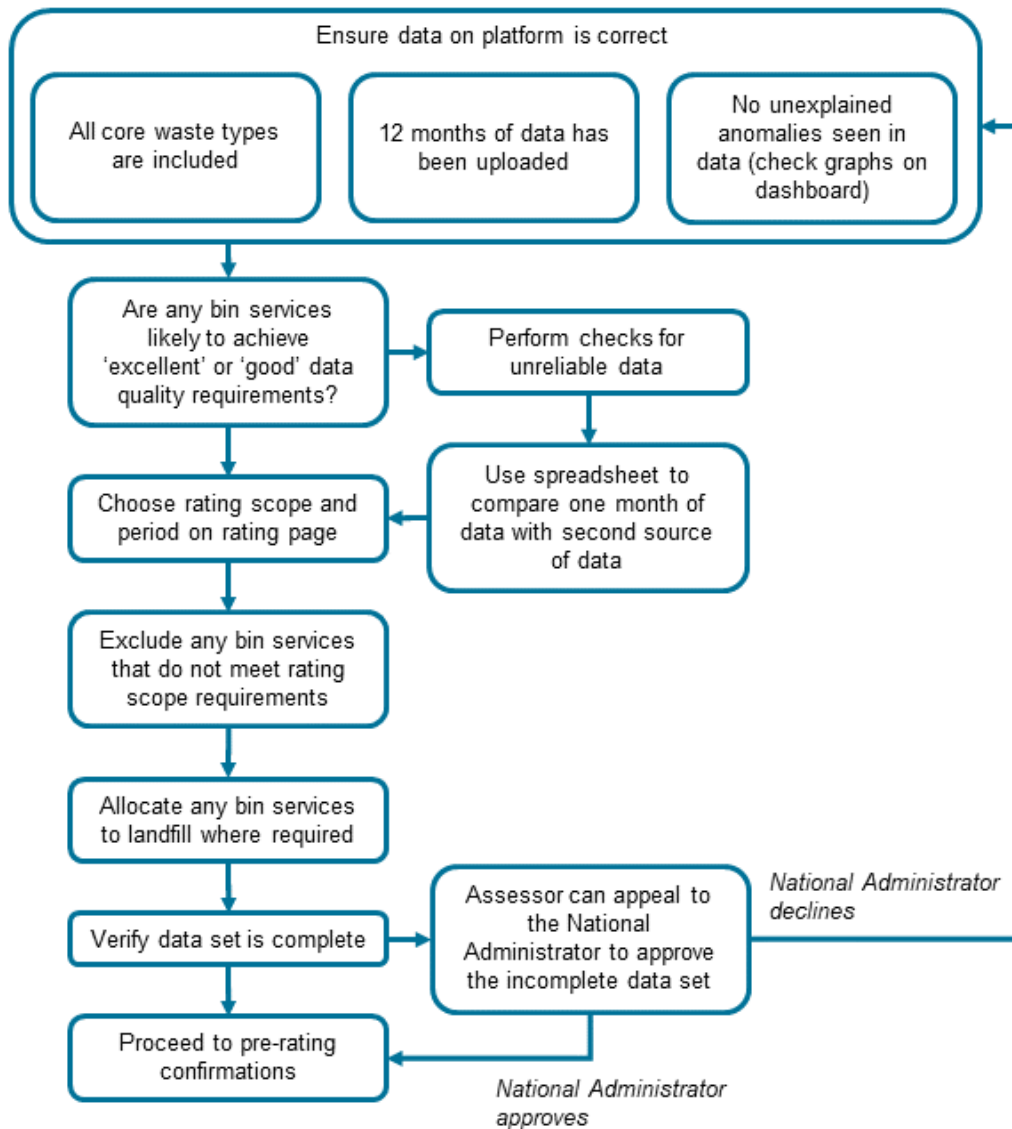 Ensure data on platform is correct
All core waste types
are included
12 months of data has
been uploaded
No unexplained
anomalies seen in
data (check graphs on
dashboard)
Are any bin services
likely to achieve
‘excellent’ or ‘good’ data
quality requirements?
Perform checks for
unreliable data
Choose rating scope and
period on rating page
Use spreadsheet to
compare one month of
data with second source
of data
Exclude any bin services
that do not meet rating
scope requirements
Allocate any bin services
to landfill where required
Verify data set is complete
Assessor can appeal to
the National
Administrator to approve
the incomplete data set
National Administrator
declines
Proceed to pre-rating
confirmations
National Administrator
approves